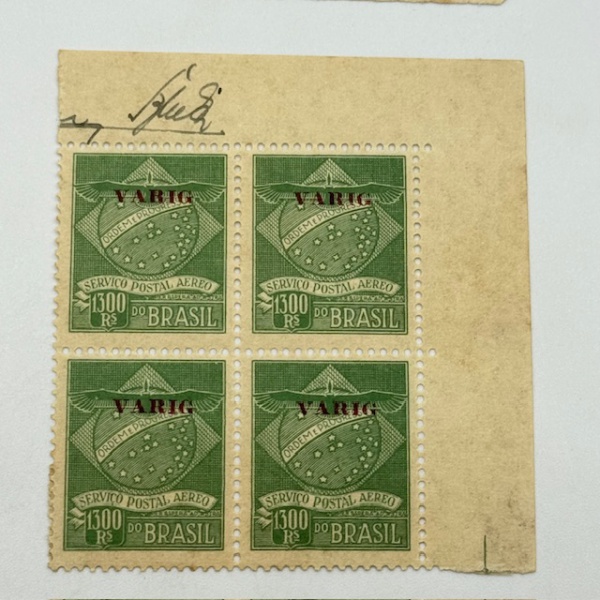 VARIG
ORDEM E PROGRESSO
SERVIÇO POSTAL AEREO
1300 Rs DO BRASIL
VARIG
ORDEM E PROGRESSO
SERVIÇO POSTAL AEREO
1300 Rs DO BRASIL
VARIG
ORDEM E PROGRESSO
SERVIÇO POSTAL AEREO
1300 Rs DO BRASIL
VARIG
ORDEM E PROGRESSO
SERVIÇO POSTAL AEREO
1300 Rs DO BRASIL